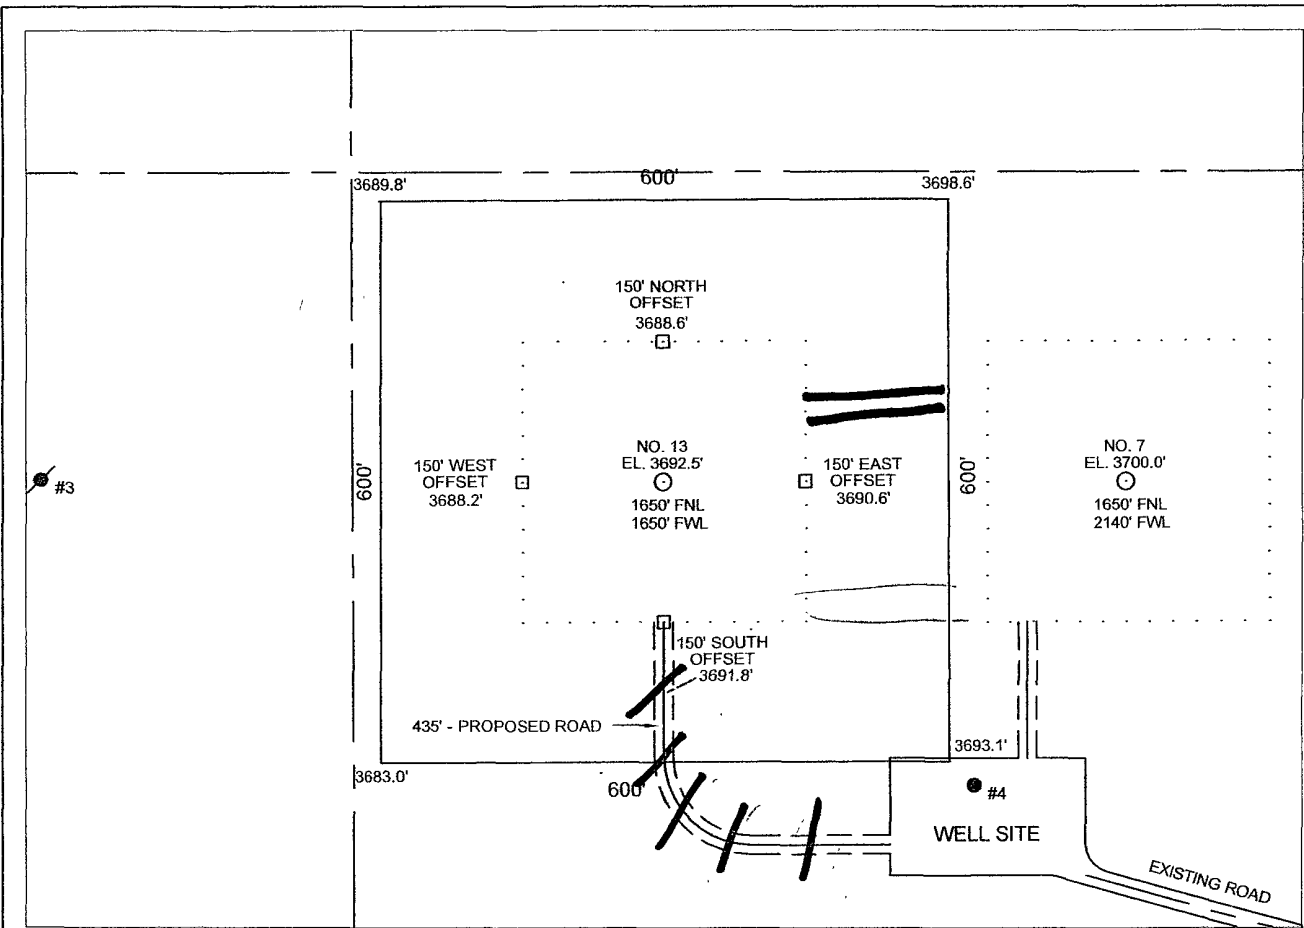 600'
3689.8'
3698.6'
150' NORTH
OFFSET
3688.6'
NO. 13
EL. 3692.5'
1650' FNL
1650' FWL
150' WEST
OFFSET
3688.2'
150' EAST
OFFSET
3690.6'
600'
600'
NO. 7
EL. 3700.0'
1650' FNL
2140' FWL
#3
150' SOUTH
OFFSET
3691.8'
435' - PROPOSED ROAD
3693.1'
3683.0'
600'
#4
WELL SITE
EXISTING ROAD